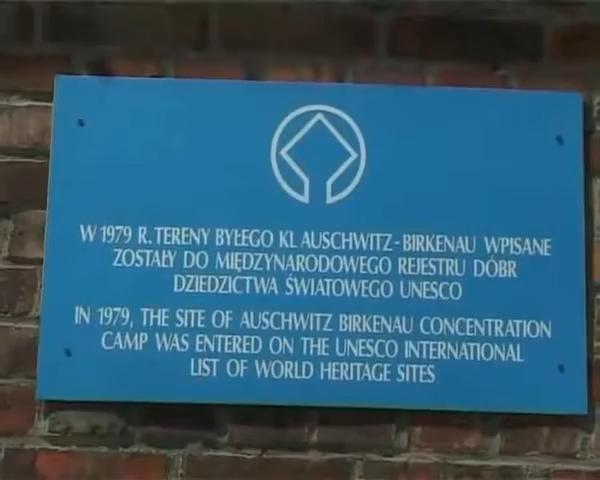 W 1979 R. TERENY BYŁEGO KL AUSCHWITZ-BIRKENAU WPISANE
ZOSTAŁY DO MIĘDZYNARODOWEGO REJESTRU DÓBR
DZIEDZICTWA ŚWIATOWEGO UNESCO
IN 1979, THE SITE OF AUSCHWITZ BIRKENAU CONCENTRATION
CAMP WAS ENTERED ON THE UNESCO INTERNATIONAL
LIST OF WORLD HERITAGE SITES